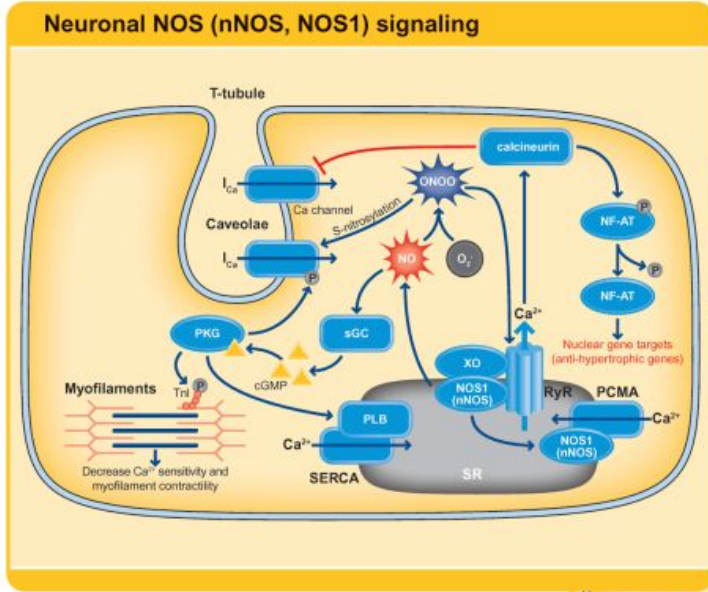 Neuronal NOS (nNOS, NOS1) signaling
T-tubule
calcineurin
I Ca
Ca channel
ONOO
S-nitrosylation
P
NF-AT
Caveolae
I Ca
P
NO
O₂⁻
P
NF-AT
Ca²⁺
PKG
sGC
Nuclear gene targets
(anti-hypertrophic genes)
cGMP
XO
Myofilaments
TnI
P
NOS1
(nNOS)
RyR
PCMA
PLB
Ca²⁺
Ca²⁺
NOS1
(nNOS)
SERCA
SR
Decrease Ca²⁺ sensitivity and
myofilament contractility